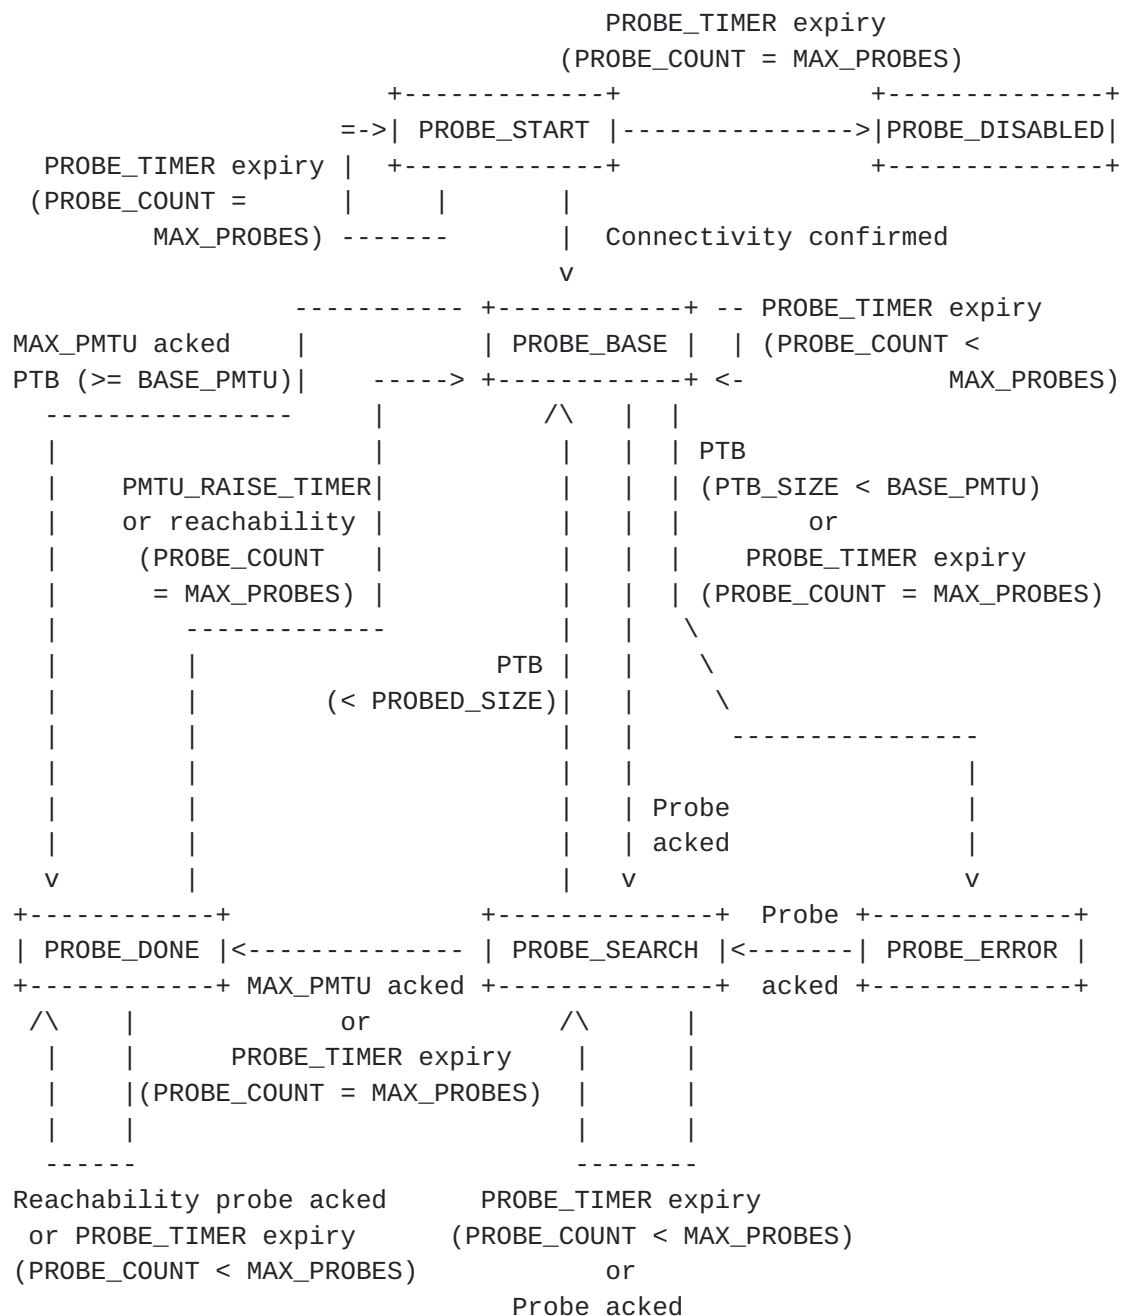 PROBE_TIMER expiry
                                   (PROBE_COUNT = MAX_PROBES)
                        +--------------+                +---------------+
                     =->| PROBE_START |--------------->|PROBE_DISABLED|
  PROBE_TIMER expiry |  +--------------+                +---------------+
 (PROBE_COUNT =      |     |       |
         MAX_PROBES) -------       |  Connectivity confirmed
                                   v
                  ----------- +------------+ -- PROBE_TIMER expiry
MAX_PMTU acked    |           | PROBE_BASE |  | (PROBE_COUNT <
PTB (>= BASE_PMTU)|    -----> +------------+ <-             MAX_PROBES)
  ----------------     |          /\   |  |
  |                    |           |   |  | PTB
  |    PMTU_RAISE_TIMER|           |   |  | (PTB_SIZE < BASE_PMTU)
  |    or reachability |           |   |  |        or
  |     (PROBE_COUNT   |           |   |  |    PROBE_TIMER expiry
  |      = MAX_PROBES) |           |   |  | (PROBE_COUNT = MAX_PROBES)
  |        -------------           |   |   \
  |        |                   PTB |   |    \
  |        |        (< PROBED_SIZE)|   |     \
  |        |                       |   |      ----------------
  |        |                       |   |                     |
  |        |                       |   | Probe               |
  |        |                       |   | acked               |
  v        |                       |   v                     v
+------------+                +--------------+  Probe +-------------+
| PROBE_DONE |<-------------- | PROBE_SEARCH |<-------| PROBE_ERROR |
+------------+ MAX_PMTU acked +--------------+  acked +-------------+
 /\    |             or            /\      |
  |    |      PROBE_TIMER expiry    |      |
  |    |(PROBE_COUNT = MAX_PROBES)  |      |
  |    |                            |      |
  ------                            --------
Reachability probe acked      PROBE_TIMER expiry
 or PROBE_TIMER expiry      (PROBE_COUNT < MAX_PROBES)
(PROBE_COUNT < MAX_PROBES)            or
                                Probe acked